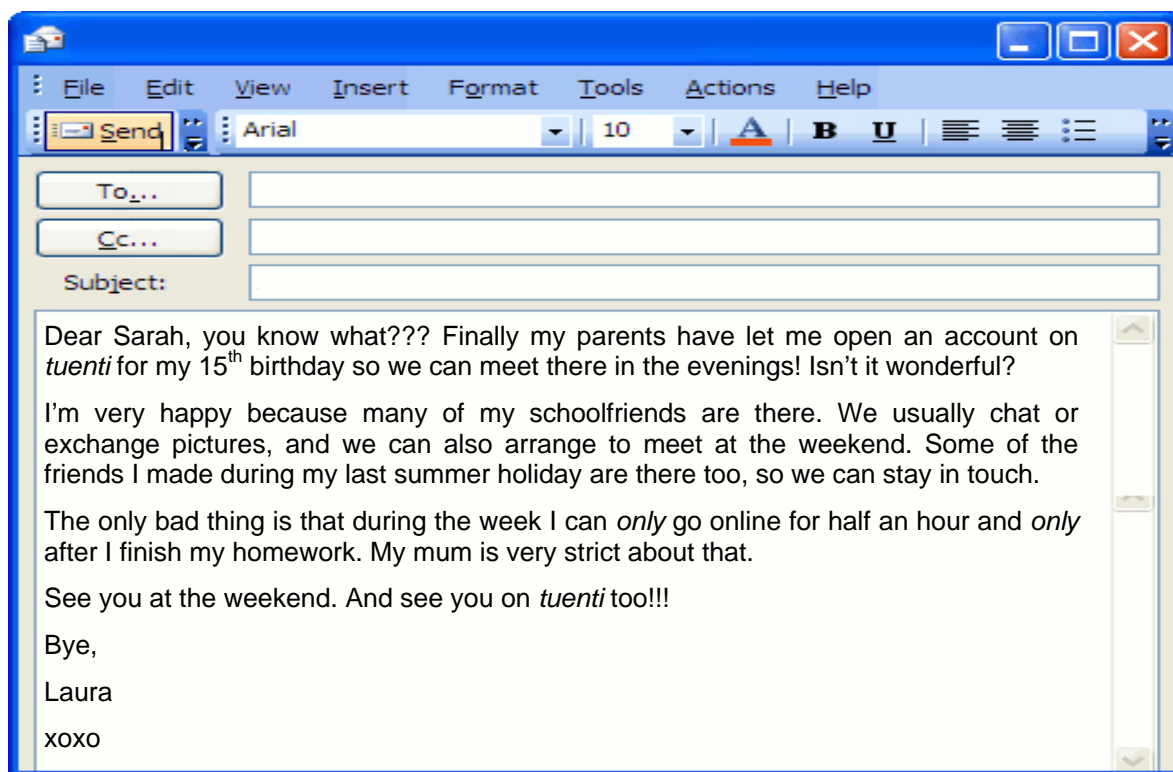 File Edit View Insert Format Tools Actions Help
Send Arial 10 A B U
To...
Cc...
Subject:
Dear Sarah, you know what??? Finally my parents have let me open an account on
tuenti for my 15th birthday so we can meet there in the evenings! Isn't it wonderful?
I'm very happy because many of my schoolfriends are there. We usually chat or
exchange pictures, and we can also arrange to meet at the weekend. Some of the
friends I made during my last summer holiday are there too, so we can stay in touch.
The only bad thing is that during the week I can only go online for half an hour and only
after I finish my homework. My mum is very strict about that.
See you at the weekend. And see you on tuenti too!!!
Bye,
Laura
xoxo